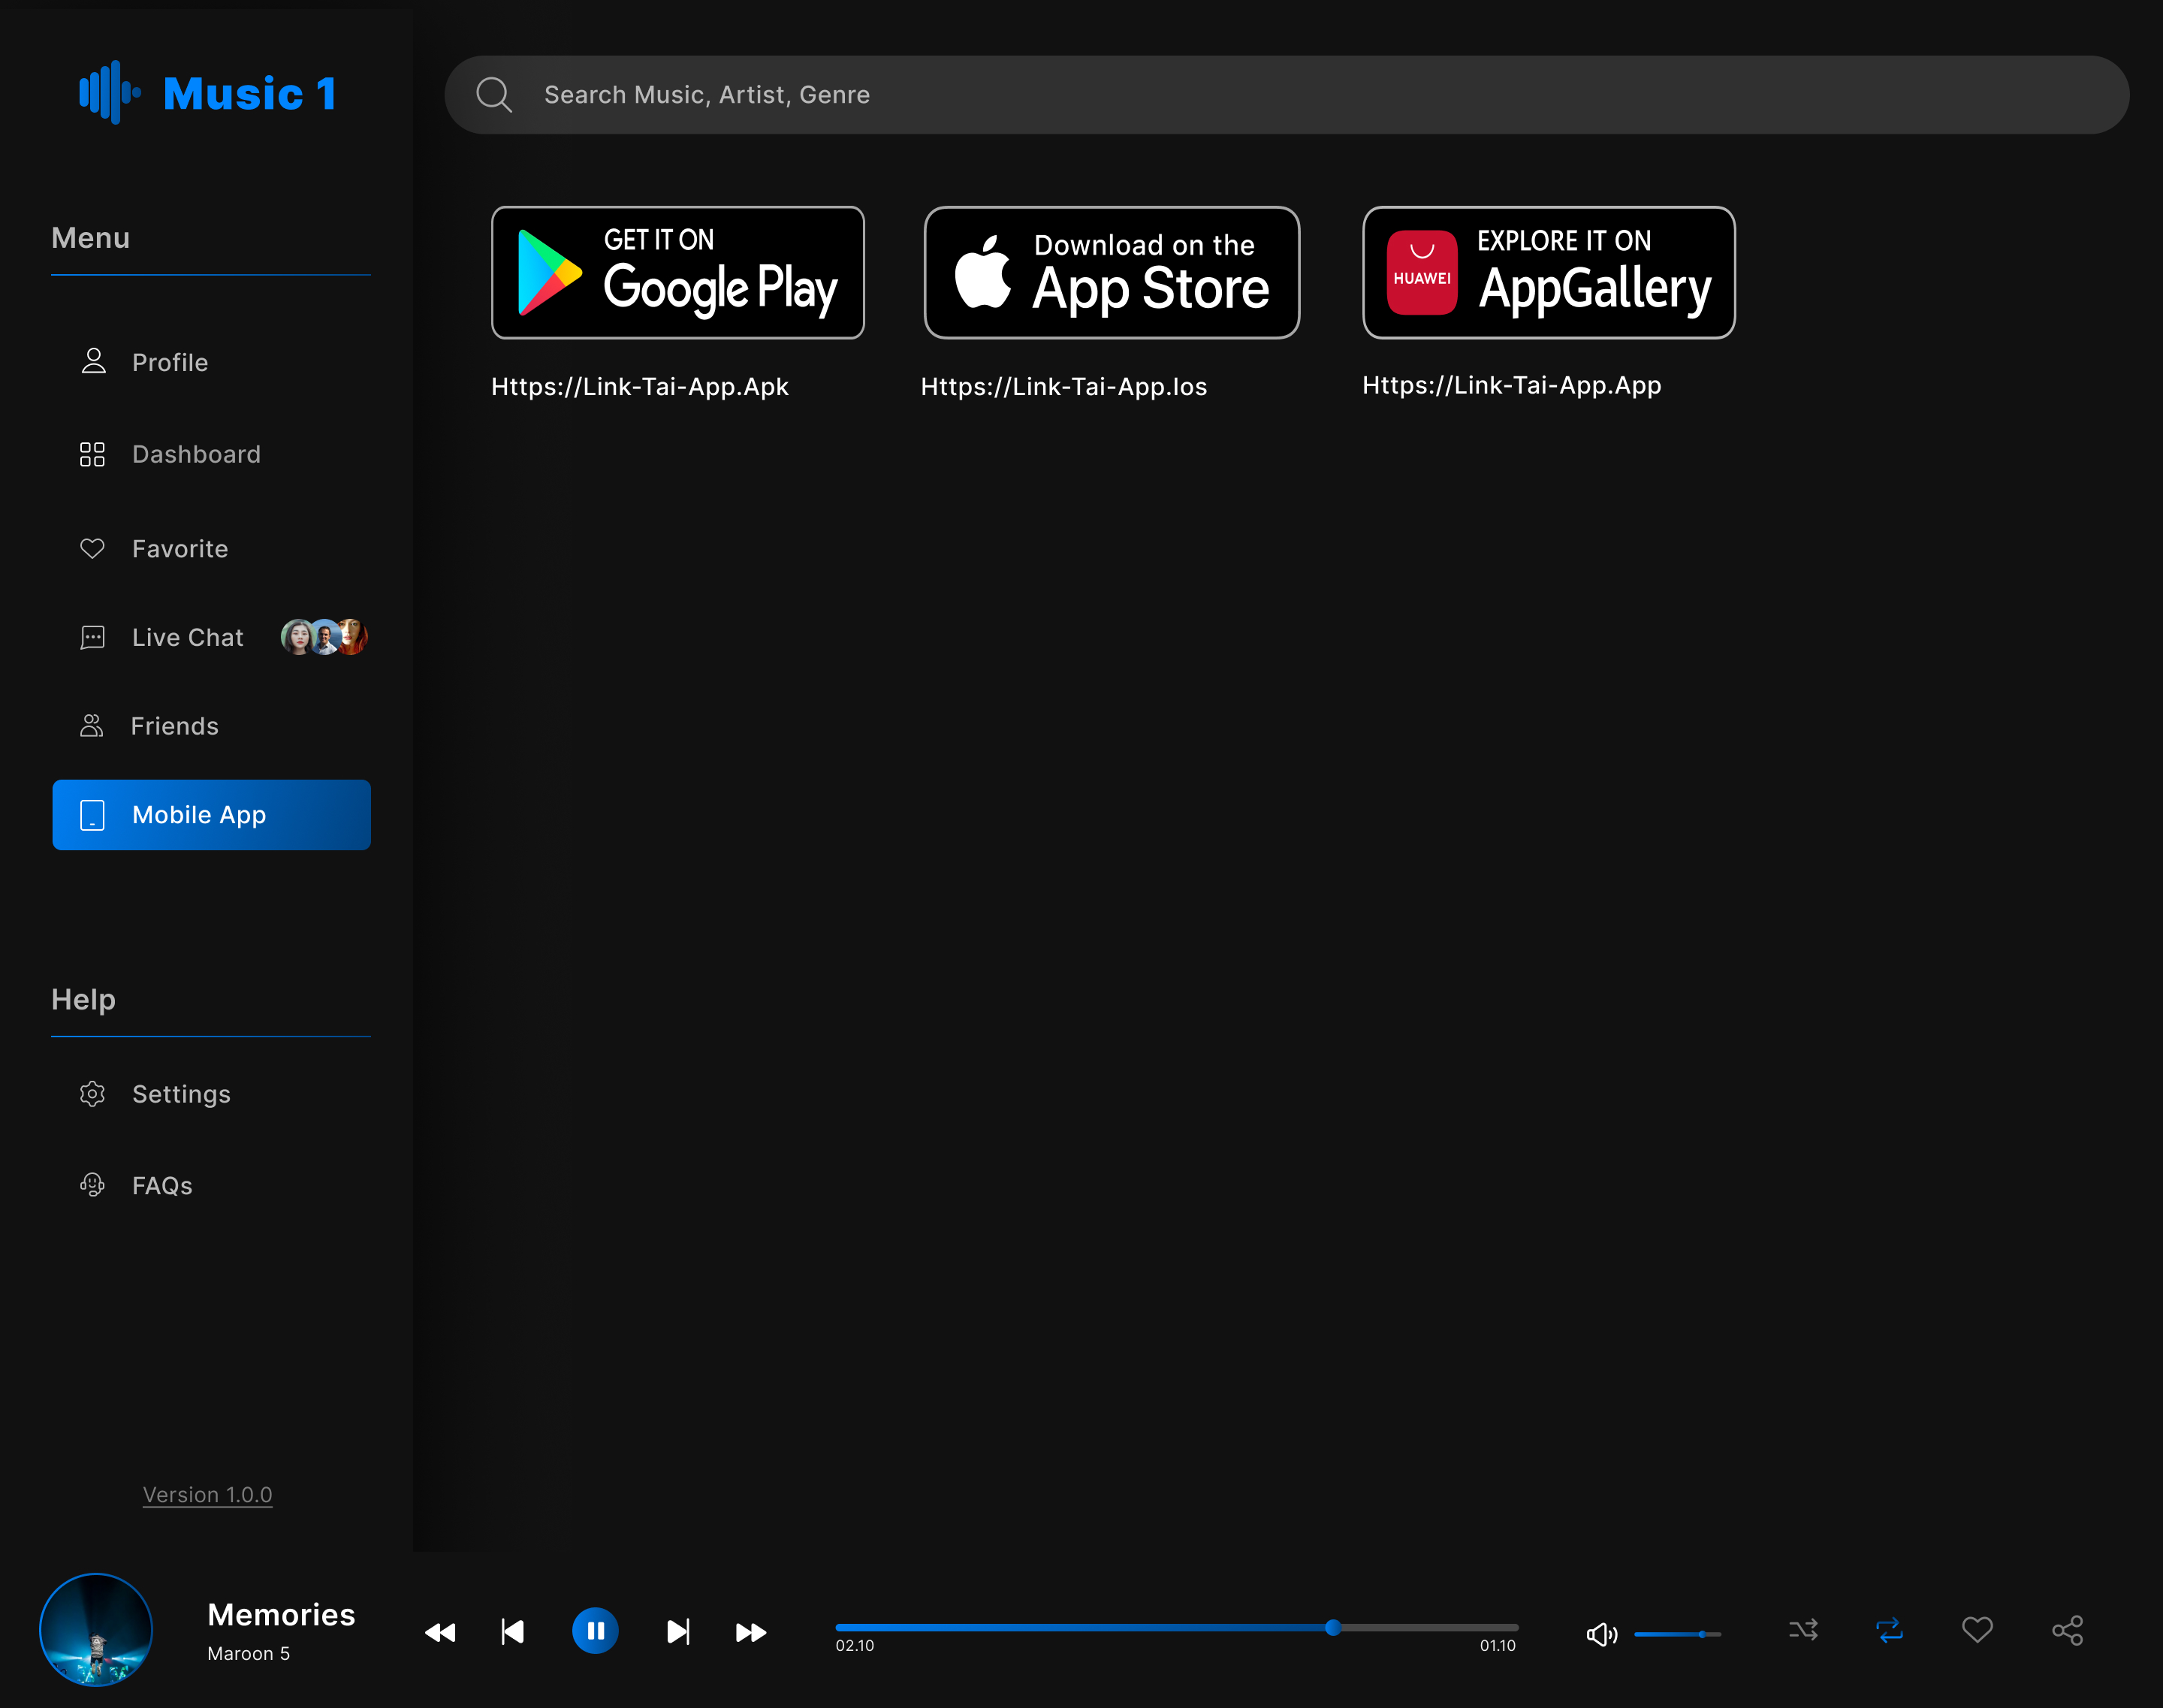 Music 1
Search Music, Artist, Genre
Menu
Profile
Dashboard
Favorite
Live Chat
Friends
Mobile App
Help
Settings
FAQs
Version 1.0.0
GET IT ON
Google Play
Https://Link-Tai-App.Apk
Download on the
App Store
Https://Link-Tai-App.Ios
HUAWEI
EXPLORE IT ON
AppGallery
Https://Link-Tai-App.App
Memories
Maroon 5
02.10
01.10